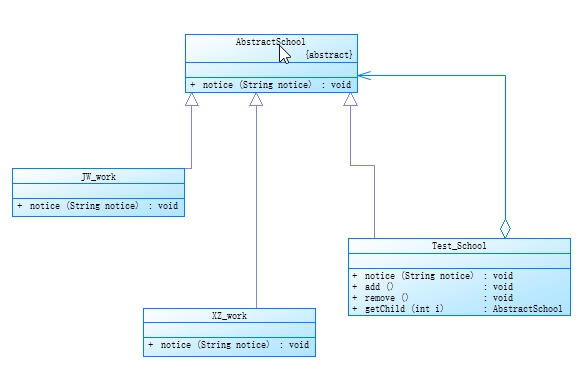 AbstractSchool
{abstract}
+ notice (String notice) : void
JW_work
+ notice (String notice) : void
Test_School
+ notice (String notice) : void
+ add () : void
+ remove () : void
+ getChild (int i) : AbstractSchool
XZ_work
+ notice (String notice) : void